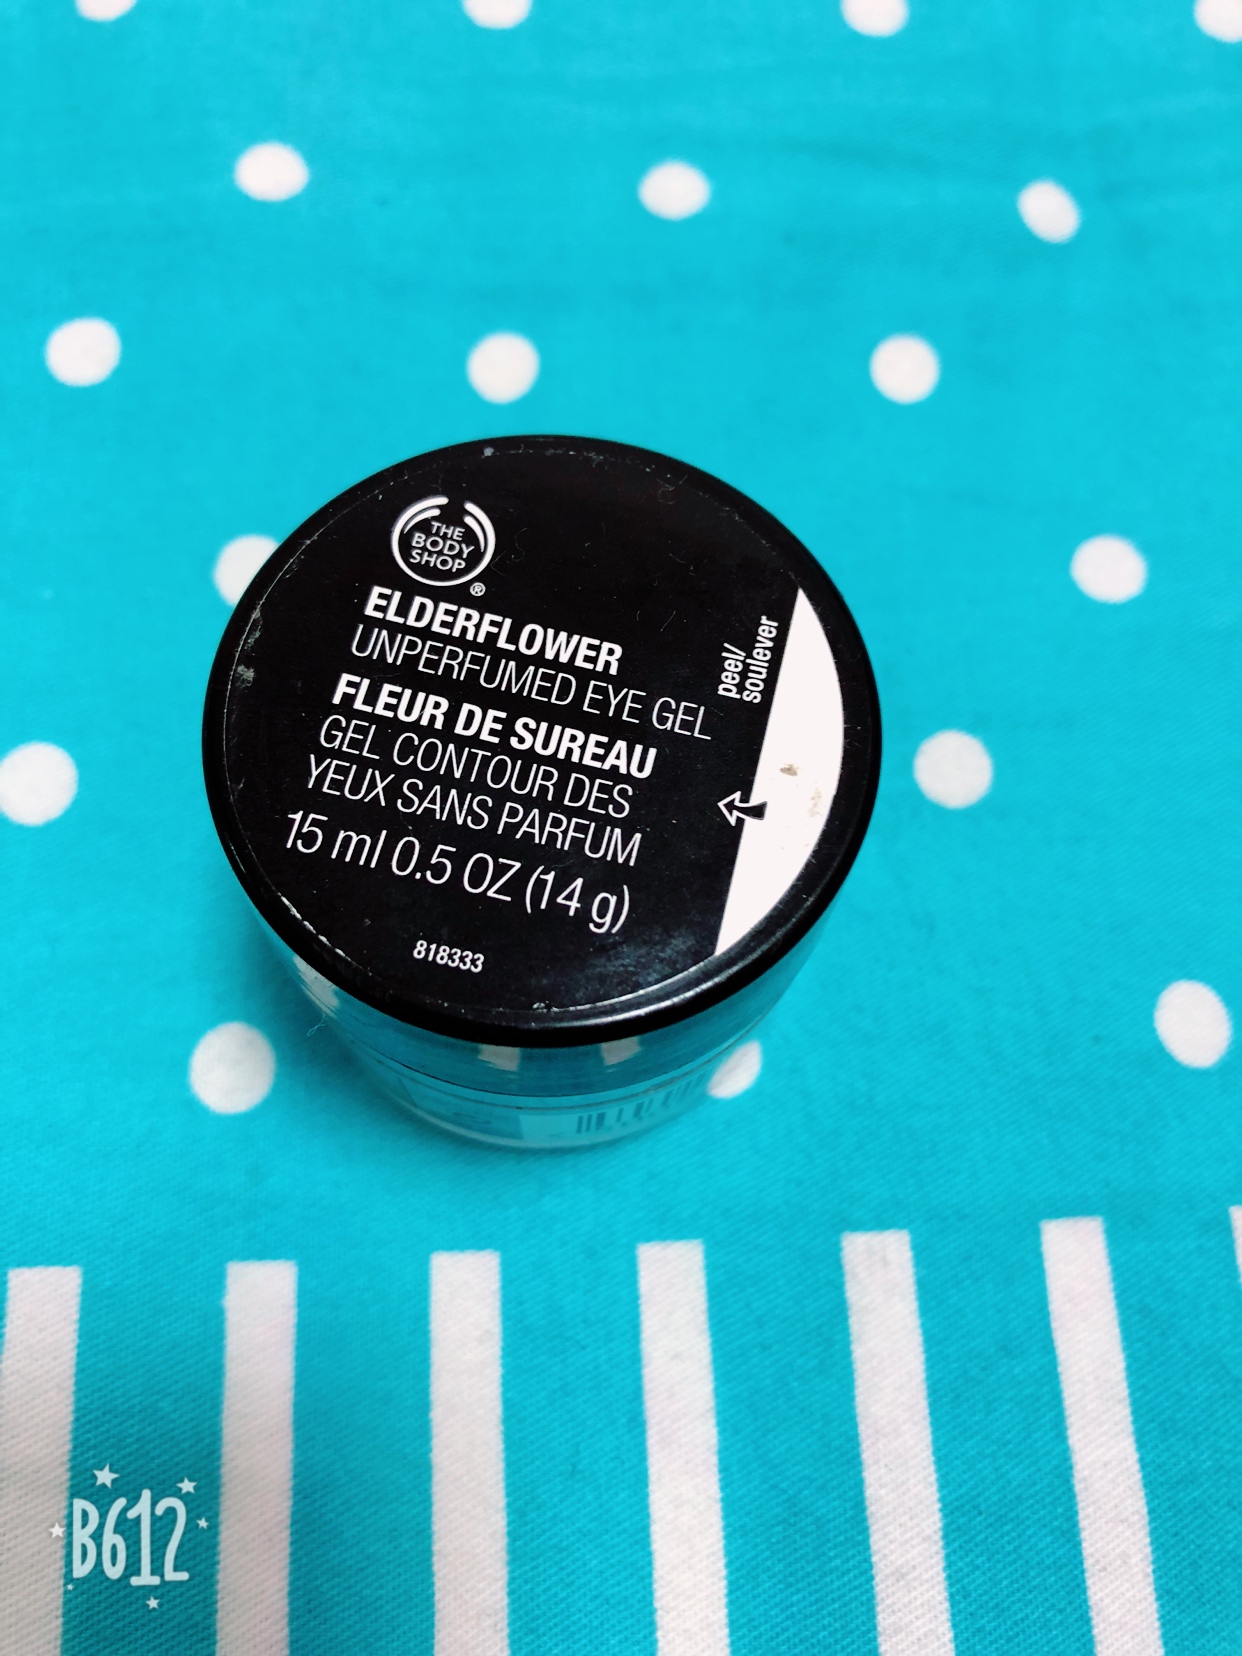 THE
BODY
SHOP
®
ELDERFLOWER
UNPERFUMED EYE GEL
FLEUR DE SUREAU
GEL CONTOUR DES
YEUX SANS PARFUM
15 ml 0.5 OZ (14 g)
818333
peel/
soulever
B612